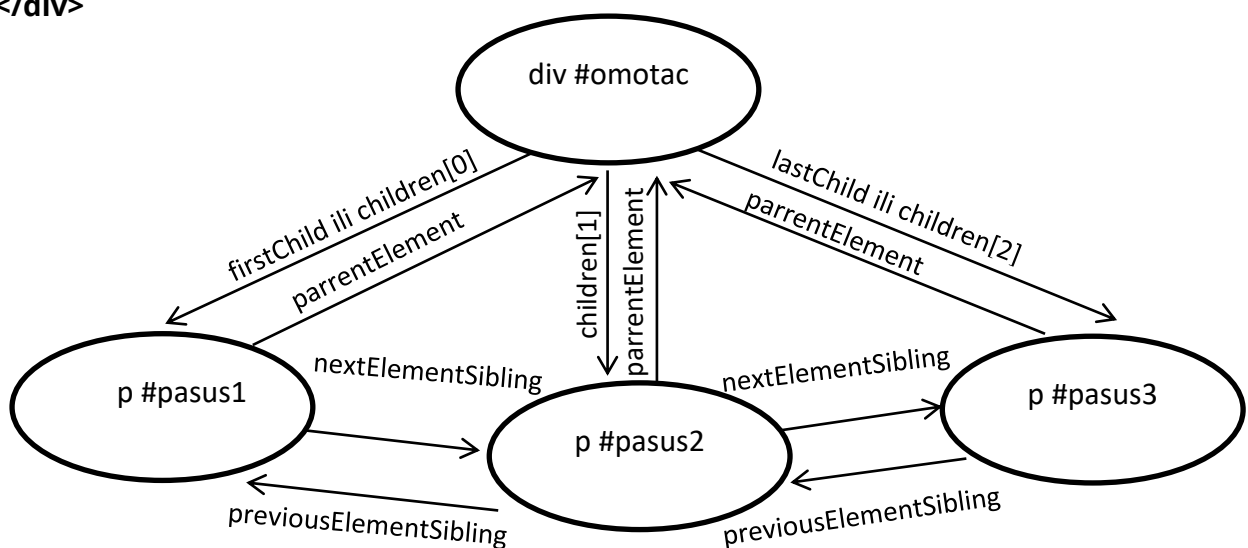 </div>
div #omotac
firstChild ili children[0]
parrentElement
children[1]
parrentElement
lastChild ili children[2]
parrentElement
p #pasus1
nextElementSibling
p #pasus2
nextElementSibling
p #pasus3
previousElementSibling
previousElementSibling